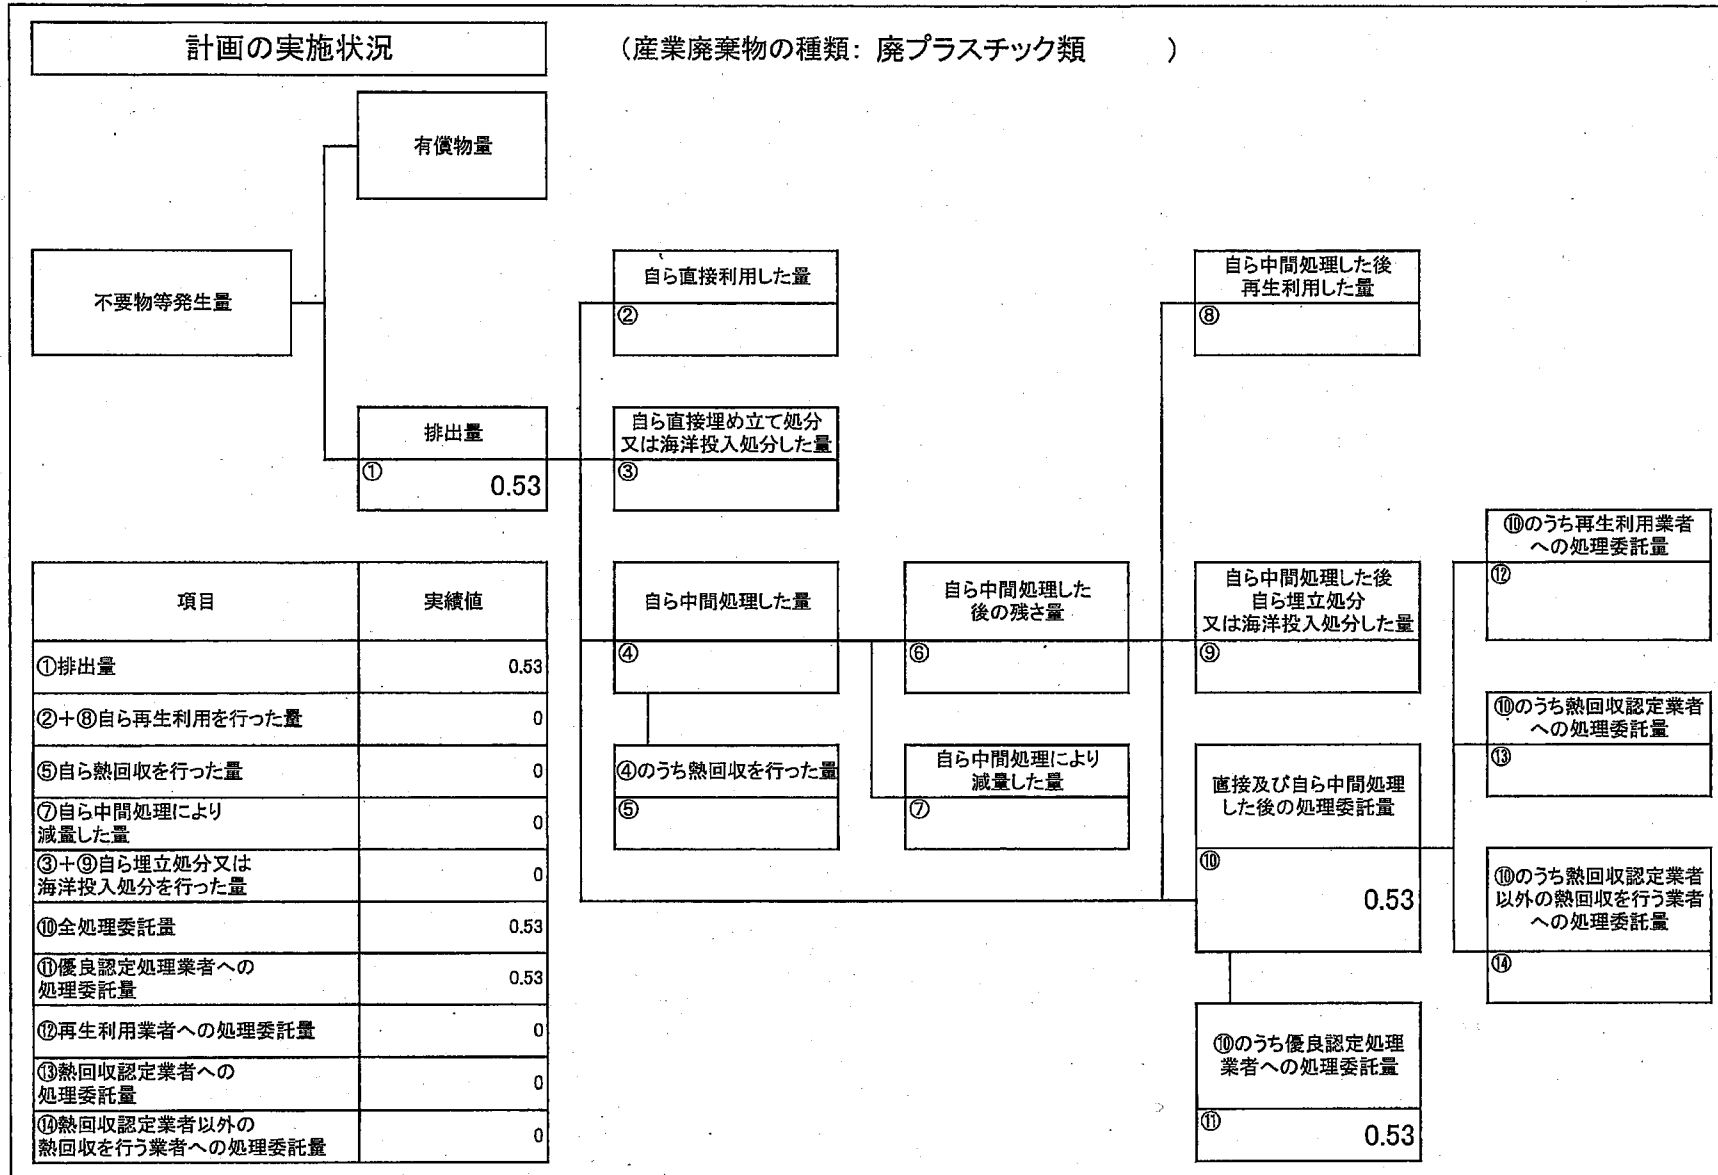 計画の実施状況
（産業廃棄物の種類：廃プラスチック類　　　）
有償物量
不要物等発生量
自ら直接利用した量
②
自ら中間処理した後
再生利用した量
⑧
排出量
①
0.53
自ら直接埋め立て処分
又は海洋投入処分した量
③
自ら中間処理した量
④
自ら中間処理した
後の残さ量
⑥
自ら中間処理した後
自ら埋立処分
又は海洋投入処分した量
⑨
⑩のうち再生利用業者
への処理委託量
⑫
④のうち熱回収を行った量
⑤
自ら中間処理により
減量した量
⑦
直接及び自ら中間処理
した後の処理委託量
⑩
0.53
⑩のうち熱回収認定業者
への処理委託量
⑬
⑩のうち熱回収認定業者
以外の熱回収を行う業者
への処理委託量
⑭
⑩のうち優良認定処理
業者への処理委託量
⑪
0.53
項目 実績値
①排出量 0.53
②＋⑧自ら再生利用を行った量 0
⑤自ら熱回収を行った量 0
⑦自ら中間処理により
減量した量 0
③＋⑨自ら埋立処分又は
海洋投入処分を行った量 0
⑩全処理委託量 0.53
⑪優良認定処理業者への
処理委託量 0.53
⑫再生利用業者への処理委託量 0
⑬熱回収認定業者への
処理委託量 0
⑭熱回収認定業者以外の
熱回収を行う業者への処理委託量 0